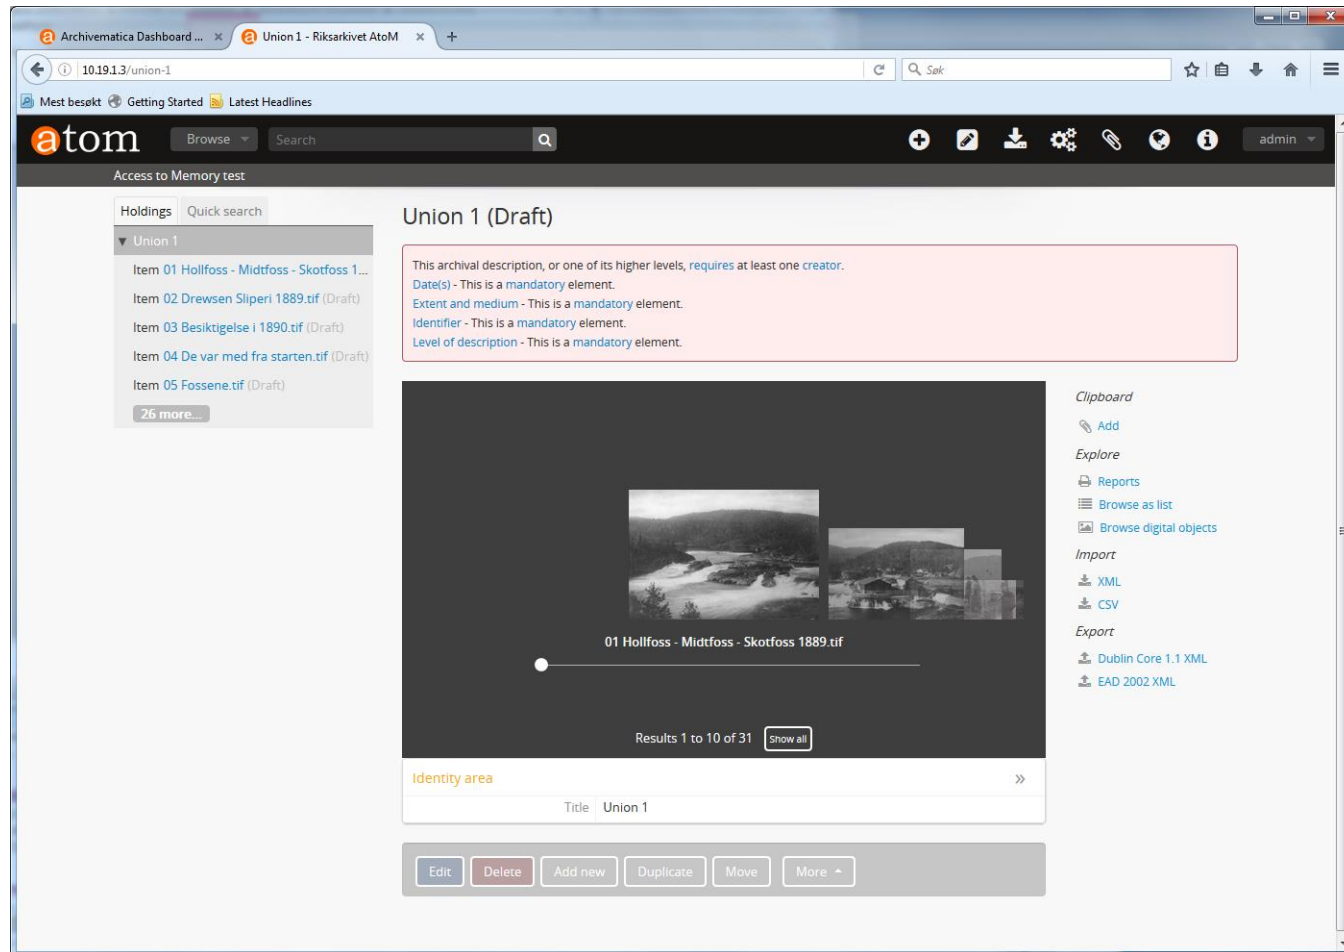 Archivematica Dashboard ...
Union 1 - Riksarkivet AtoM
10.19.1.3/union-1
Søk
Mest besøkt Getting Started Latest Headlines
atom Browse Search admin
Access to Memory test
Holdings Quick search
Union 1
Item 01 Hollfoss - Midtfoss - Skotfoss 1...
Item 02 Drewsen Sliperi 1889.tif (Draft)
Item 03 Besiktigelse i 1890.tif (Draft)
Item 04 De var med fra starten.tif (Draft)
Item 05 Fossene.tif (Draft)
26 more...
Union 1 (Draft)
This archival description, or one of its higher levels, requires at least one creator.
Date(s) - This is a mandatory element.
Extent and medium - This is a mandatory element.
Identifier - This is a mandatory element.
Level of description - This is a mandatory element.
01 Hollfoss - Midtfoss - Skotfoss 1889.tif
Results 1 to 10 of 31 Show all
Identity area
Title Union 1
Edit Delete Add new Duplicate Move More
Clipboard
Add
Explore
Reports
Browse as list
Browse digital objects
Import
XML
CSV
Export
Dublin Core 1.1 XML
EAD 2002 XML